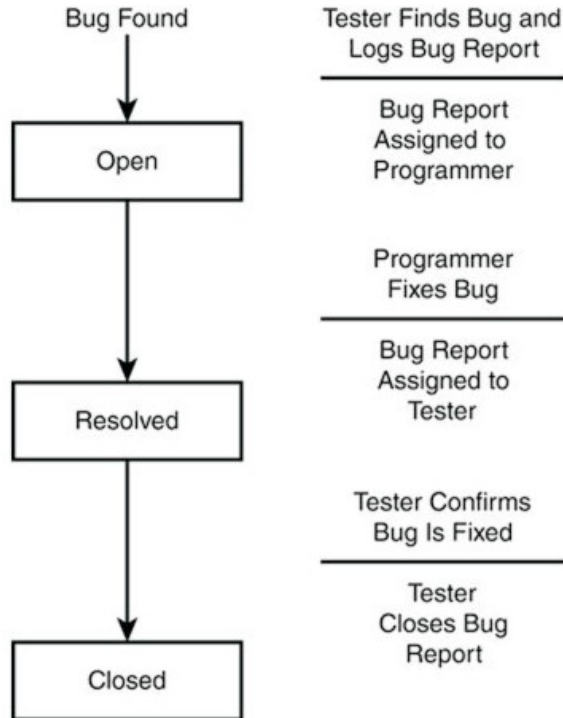 Bug Found
Tester Finds Bug and
Logs Bug Report
Open
Bug Report
Assigned to
Programmer
Programmer
Fixes Bug
Resolved
Bug Report
Assigned to
Tester
Tester Confirms
Bug Is Fixed
Tester
Closes Bug
Report
Closed